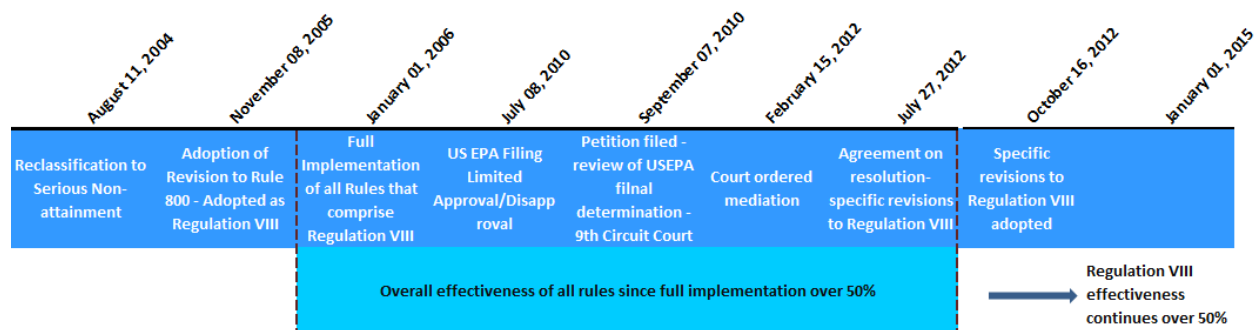 August 11, 2004
November 08, 2005
January 01, 2006
July 08, 2010
September 07, 2010
February 15, 2012
July 27, 2012
October 16, 2012
January 01, 2015
Reclassification to
Serious Non-
attainment
Adoption of
Revision to Rule
800 - Adopted as
Regulation VIII
Full
Implementation
of all Rules that
comprise
Regulation VIII
US EPA Filing
Limited
Approval/Disapp
roval
Petition filed -
review of USEPA
filnal
determination -
9th Circuit Court
Court ordered
mediation
Agreement on
resolution-
specific revisions
to Regulation VIII
Specific
revisions to
Regulation VIII
adopted
Overall effectiveness of all rules since full implementation over 50%
Regulation VIII
effectiveness
continues over 50%